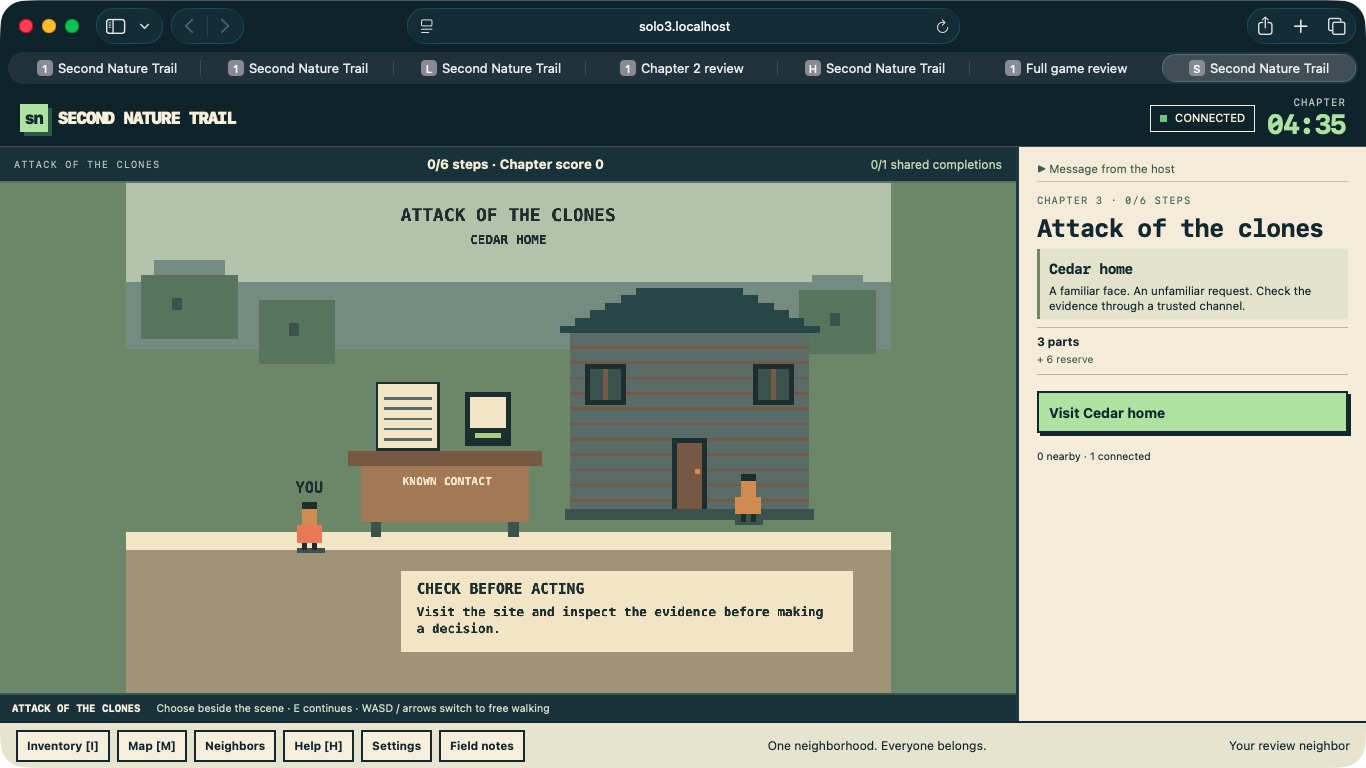 solo3.localhost
1 Second Nature Trail
1 Second Nature Trail
L Second Nature Trail
1 Chapter 2 review
H Second Nature Trail
1 Full game review
S Second Nature Trail
sn SECOND NATURE TRAIL
CONNECTED
CHAPTER
04:35
ATTACK OF THE CLONES
0/6 steps · Chapter score 0
0/1 shared completions
ATTACK OF THE CLONES
CEDAR HOME
KNOWN CONTACT
YOU
CHECK BEFORE ACTING
Visit the site and inspect the evidence before making
a decision.
Message from the host
CHAPTER 3 · 0/6 STEPS
Attack of the clones
Cedar home
A familiar face. An unfamiliar request. Check the
evidence through a trusted channel.
3 parts
+ 6 reserve
Visit Cedar home
0 nearby · 1 connected
ATTACK OF THE CLONES Choose beside the scene · E continues · WASD / arrows switch to free walking
Inventory [I]
Map [M]
Neighbors
Help [H]
Settings
Field notes
One neighborhood. Everyone belongs.
Your review neighbor